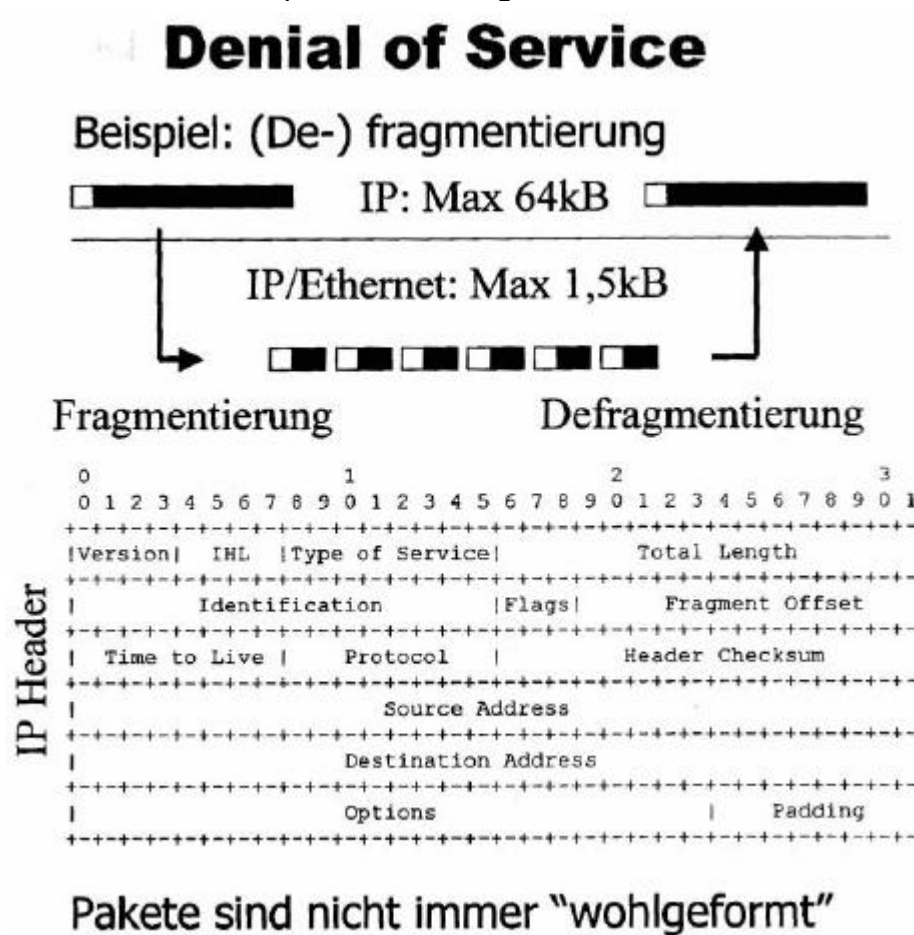 Denial of Service
Beispiel: (De-) fragmentierung
IP: Max 64kB
IP/Ethernet: Max 1,5kB
Fragmentierung Defragmentierung
IP Header
0 1 2 3
0 1 2 3 4 5 6 7 8 9 0 1 2 3 4 5 6 7 8 9 0 1 2 3 4 5 6 7 8 9 0 1
+-+-+-+-+-+-+-+-+-+-+-+-+-+-+-+-+-+-+-+-+-+-+-+-+-+-+-+-+-+-+-+-
|Version| IHL |Type of Service| Total Length
+-+-+-+-+-+-+-+-+-+-+-+-+-+-+-+-+-+-+-+-+-+-+-+-+-+-+-+-+-+-+-+-
| Identification |Flags| Fragment Offset
+-+-+-+-+-+-+-+-+-+-+-+-+-+-+-+-+-+-+-+-+-+-+-+-+-+-+-+-+-+-+-+-
| Time to Live | Protocol | Header Checksum
+-+-+-+-+-+-+-+-+-+-+-+-+-+-+-+-+-+-+-+-+-+-+-+-+-+-+-+-+-+-+-+-
| Source Address
+-+-+-+-+-+-+-+-+-+-+-+-+-+-+-+-+-+-+-+-+-+-+-+-+-+-+-+-+-+-+-+-
| Destination Address
+-+-+-+-+-+-+-+-+-+-+-+-+-+-+-+-+-+-+-+-+-+-+-+-+-+-+-+-+-+-+-+-
| Options | Padding
+-+-+-+-+-+-+-+-+-+-+-+-+-+-+-+-+-+-+-+-+-+-+-+-+-+-+-+-+-+-+-+-
Pakete sind nicht immer "wohlgeformt"